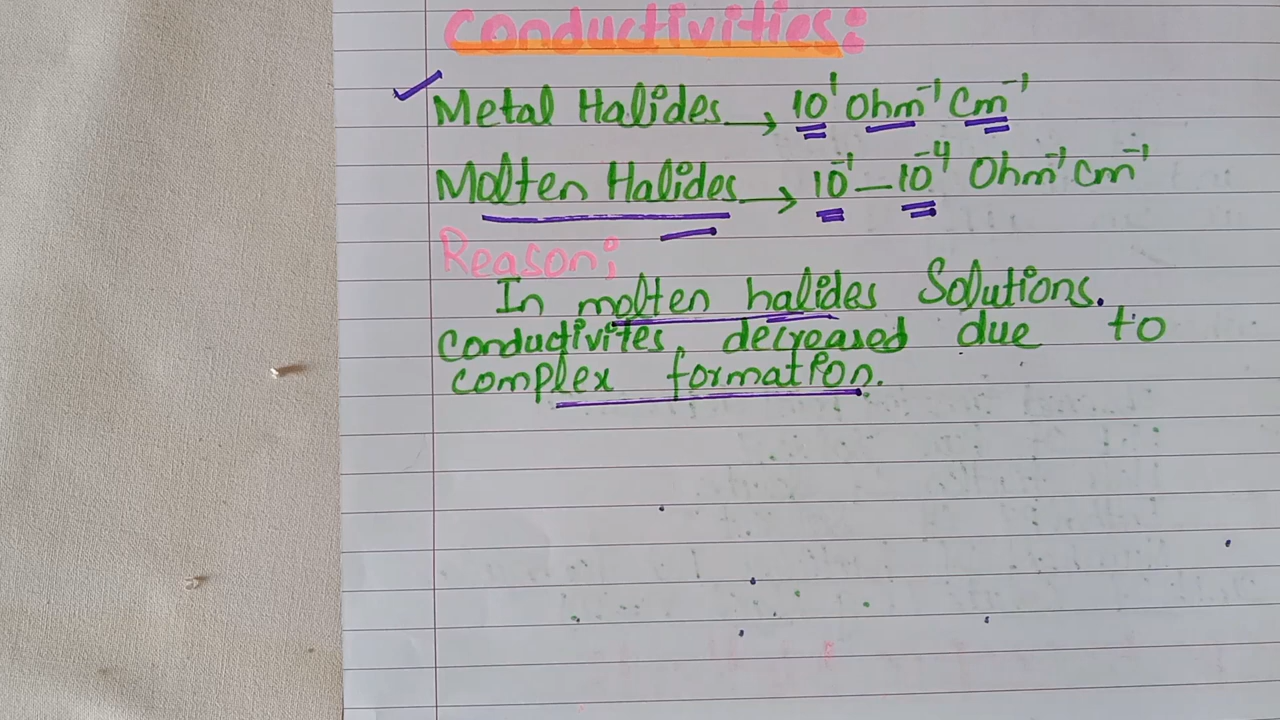 Conductivities:
Metal Halides → 10¹ Ohm⁻¹ Cm⁻¹
Molten Halides → 10⁻¹ – 10⁻⁴ Ohm⁻¹ Cm⁻¹
Reason;
In molten halides Solutions.
Conductivites, decreased due to
complex formation.